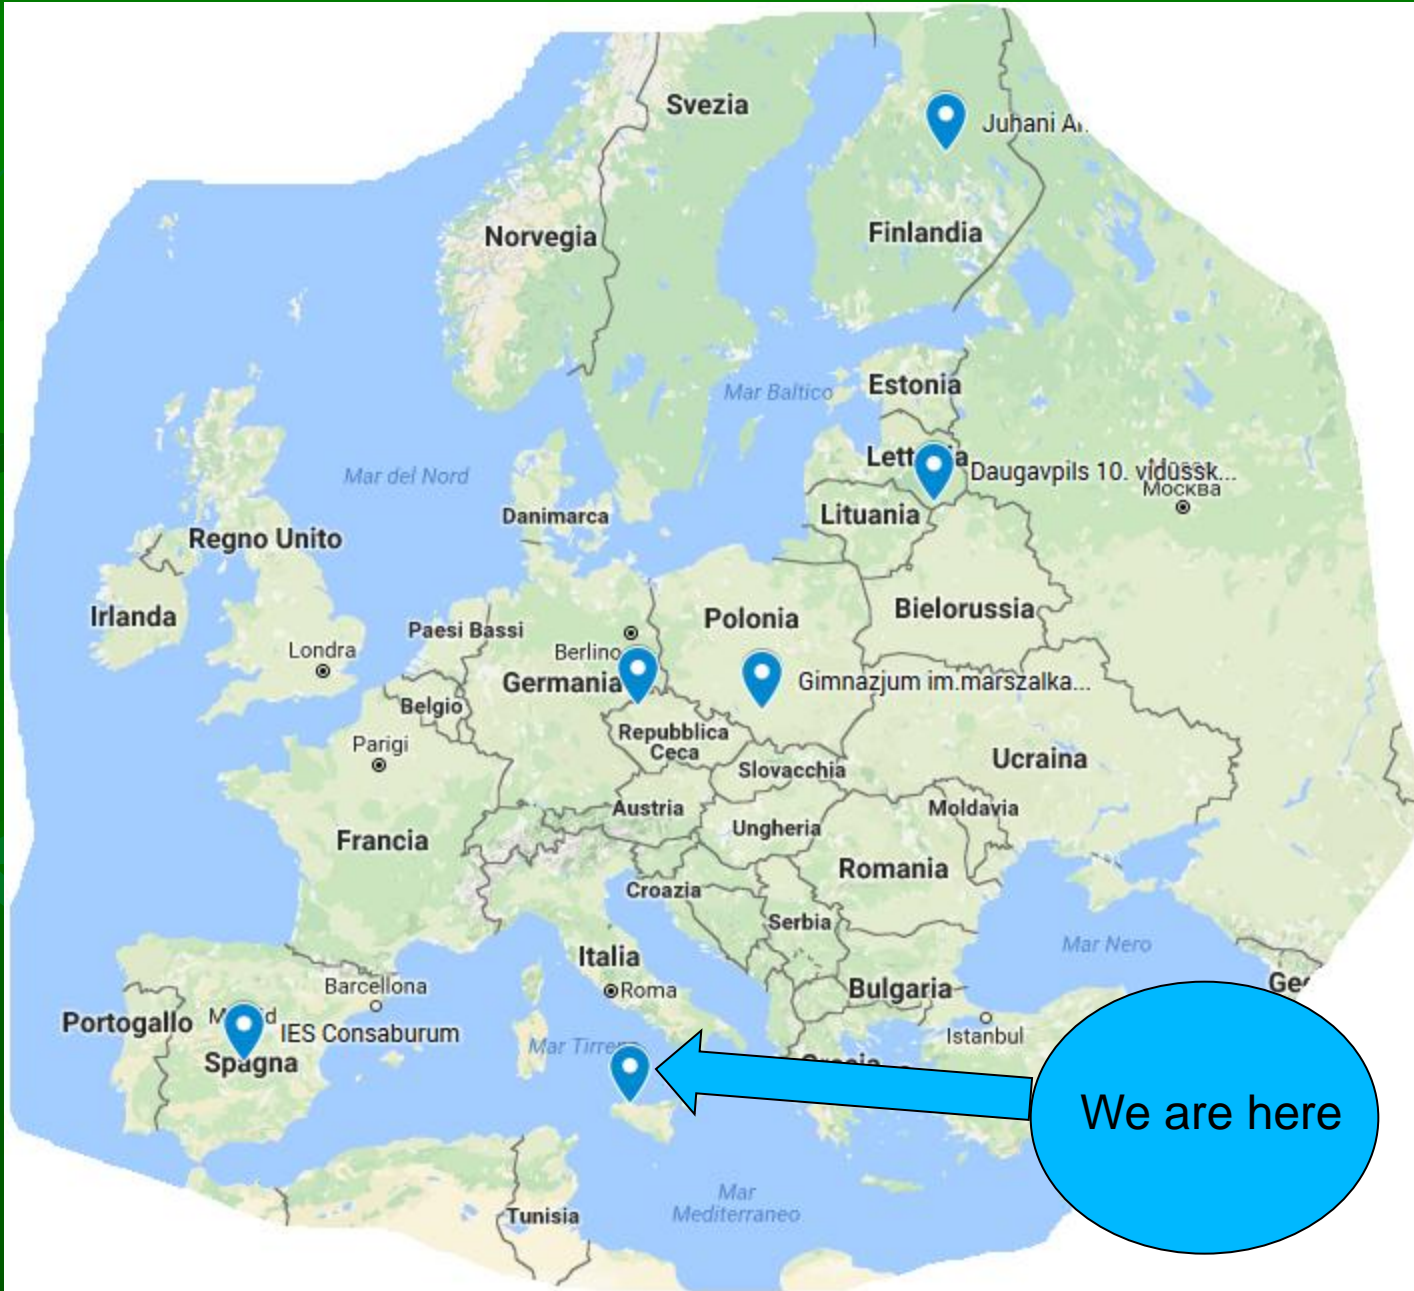 Svezia
Juhani
Norvegia
Finlandia
Mar Baltico
Estonia
Daugavpils 10. vidussk...
Москва
Mar del Nord
Danimarca
Lituania
Regno Unito
Irlanda
Paesi Bassi
Polonia
Bielorussia
Londra
Berlino
Germania
Gimnazjum im.marszalka...
Belgio
Parigi
Repubblica
Ceca
Slovacchia
Ucraina
Austria
Ungheria
Moldavia
Francia
Romania
Croazia
Serbia
Italia
Mar Nero
Barcellona
Roma
Bulgaria
Portogallo
IES Consaburum
Istanbul
Spagna
Mar
We are here
Mar
Mediterraneo
Tunisia